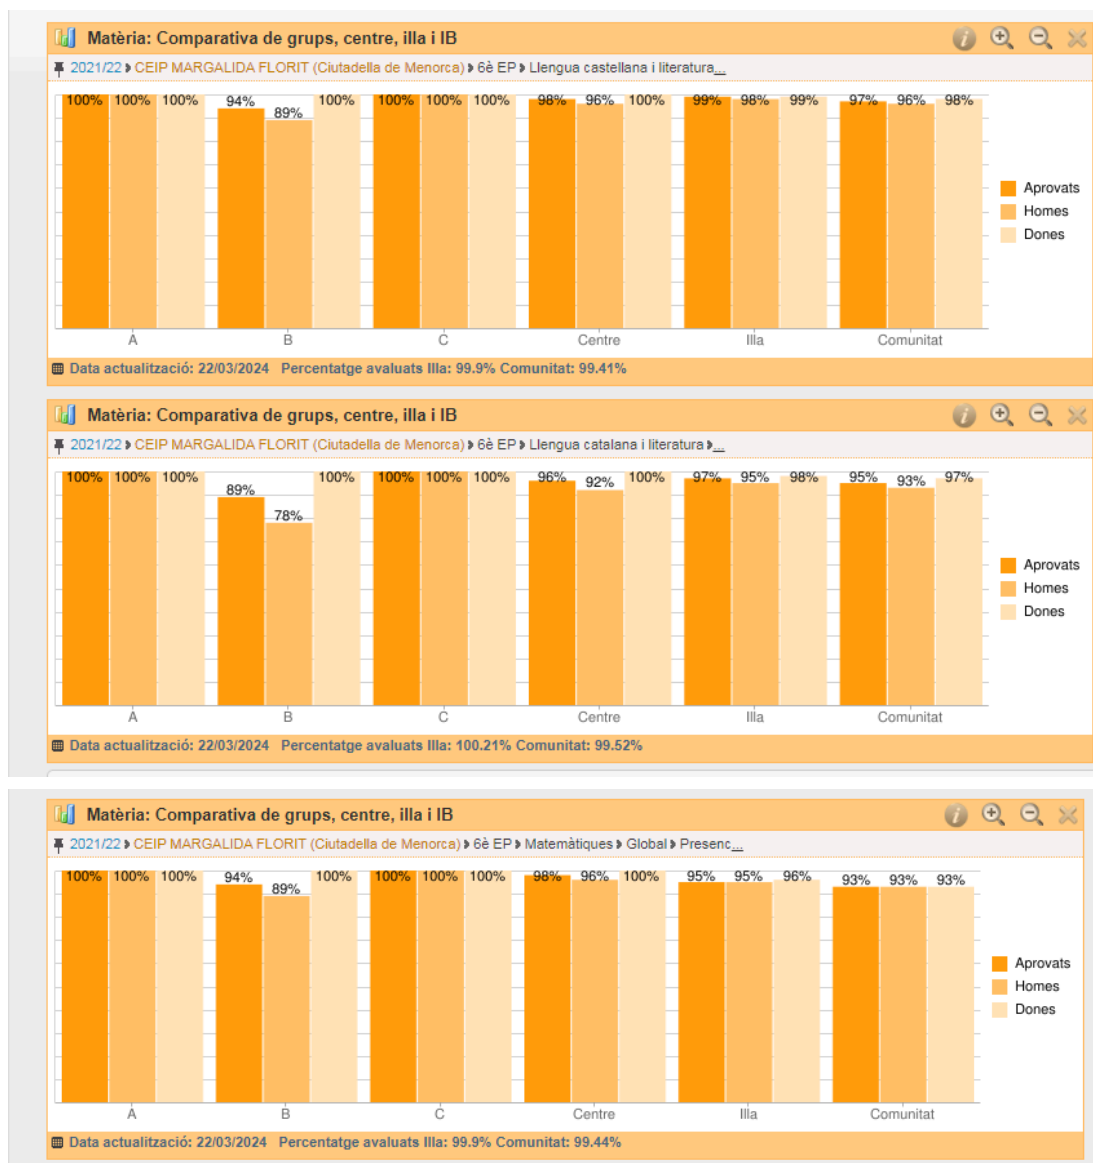 Matèria: Comparativa de grups, centre, illa i IB
2021/22 CEIP MARGALIDA FLORIT (Ciutadella de Menorca) 6è EP Llengua castellana i literatura...
100% 100% 100% 94% 89% 100% 100% 100% 100% 98% 96% 100% 99% 98% 99% 97% 96% 98%
Aprovats
Homes
Dones
A B C Centre Illa Comunitat
Data actualització: 22/03/2024 Percentatge avaluats Illa: 99.9% Comunitat: 99.41%
Matèria: Comparativa de grups, centre, illa i IB
2021/22 CEIP MARGALIDA FLORIT (Ciutadella de Menorca) 6è EP Llengua catalana i literatura ...
100% 100% 100% 89% 78% 100% 100% 100% 100% 96% 92% 100% 97% 95% 98% 95% 93% 97%
Aprovats
Homes
Dones
A B C Centre Illa Comunitat
Data actualització: 22/03/2024 Percentatge avaluats Illa: 100.21% Comunitat: 99.52%
Matèria: Comparativa de grups, centre, illa i IB
2021/22 CEIP MARGALIDA FLORIT (Ciutadella de Menorca) 6è EP Matemàtiques Global Presenc...
100% 100% 100% 94% 89% 100% 100% 100% 100% 98% 96% 100% 95% 95% 96% 93% 93% 93%
Aprovats
Homes
Dones
A B C Centre Illa Comunitat
Data actualització: 22/03/2024 Percentatge avaluats Illa: 99.9% Comunitat: 99.44%